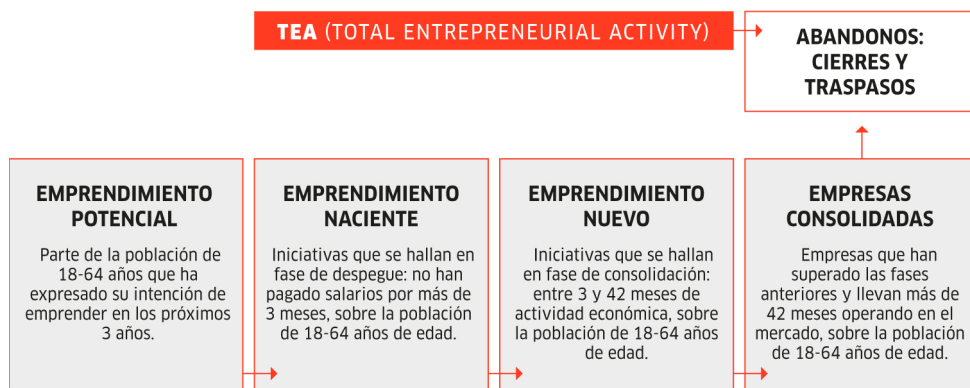 TEA (TOTAL ENTREPRENEURIAL ACTIVITY)
ABANDONOS:
CIERRES Y
TRASPASOS
EMPRENDIMIENTO
POTENCIAL
Parte de la población de
18-64 años que ha
expresado su intención de
emprender en los próximos
3 años.
EMPRENDIMIENTO
NACIENTE
Iniciativas que se hallan en
fase de despegue: no han
pagado salarios por más de
3 meses, sobre la población
de 18-64 años de edad.
EMPRENDIMIENTO
NUEVO
Iniciativas que se hallan
en fase de consolidación:
entre 3 y 42 meses de
actividad económica, sobre
la población de 18-64 años
de edad.
EMPRESAS
CONSOLIDADAS
Empresas que han
superado las fases
anteriores y llevan más de
42 meses operando en el
mercado, sobre la población
de 18-64 años de edad.